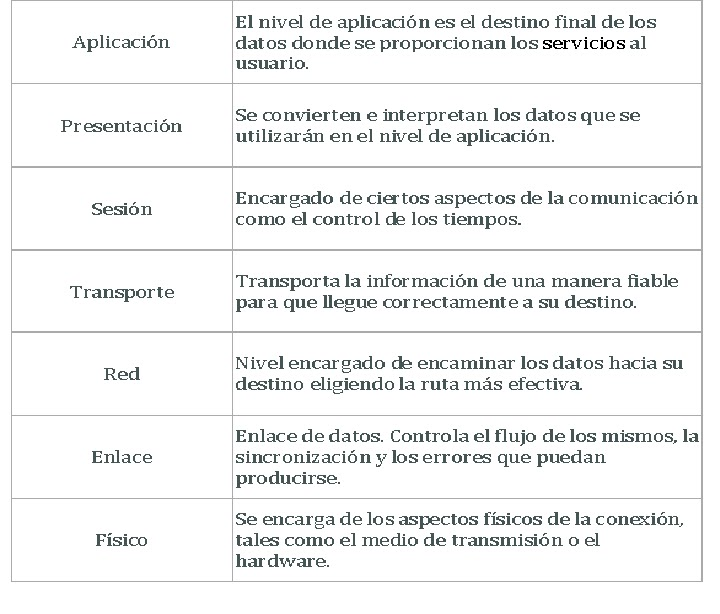 Aplicación
El nivel de aplicación es el destino final de los
datos donde se proporcionan los servicios al
usuario.
Presentación
Se convierten e interpretan los datos que se
utilizarán en el nivel de aplicación.
Sesión
Encargado de ciertos aspectos de la comunicación
como el control de los tiempos.
Transporte
Transporta la información de una manera fiable
para que llegue correctamente a su destino.
Red
Nivel encargado de encaminar los datos hacia su
destino eligiendo la ruta más efectiva.
Enlace
Enlace de datos. Controla el flujo de los mismos, la
sincronización y los errores que puedan
producirse.
Físico
Se encarga de los aspectos físicos de la conexión,
tales como el medio de transmisión o el
hardware.